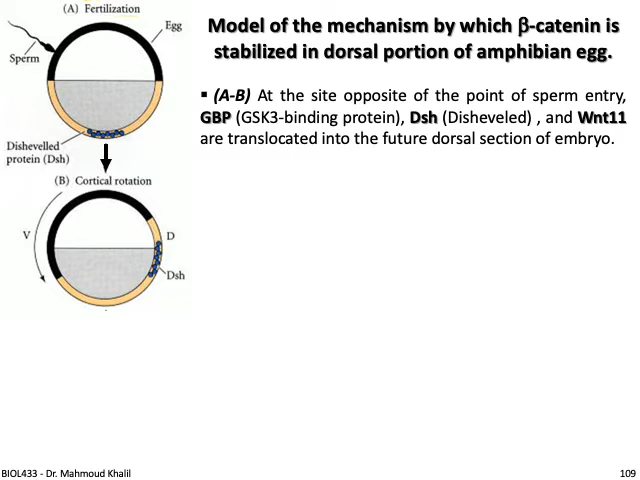 (A) Fertilization
Egg
Sperm
Dishevelled
protein (Dsh)
(B) Cortical rotation
V
D
Dsh
Model of the mechanism by which β-catenin is
stabilized in dorsal portion of amphibian egg.
▪ (A-B) At the site opposite of the point of sperm entry,
GBP (GSK3-binding protein), Dsh (Disheveled) , and Wnt11
are translocated into the future dorsal section of embryo.
BIOL433 - Dr. Mahmoud Khalil
109